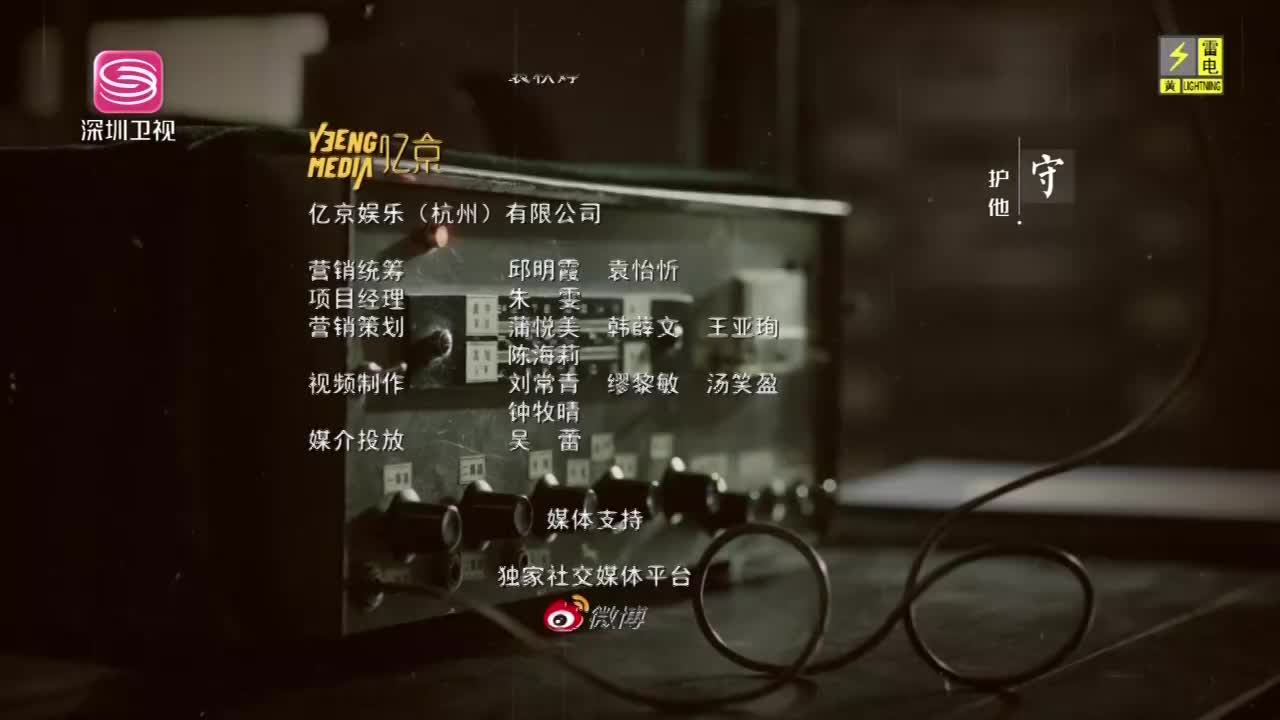 深圳卫视
雷电
黄 LIGHTNING
YEENG MEDIA 亿京
亿京娱乐（杭州）有限公司
营销统筹 邱明霞 袁怡忻
项目经理 朱 雯
营销策划 蒲悦美 韩薛文 王亚珣
陈海莉
视频制作 刘常青 缪黎敏 汤笑盈
钟牧晴
媒介投放 吴 蕾
媒体支持
独家社交媒体平台
微博
守
护他